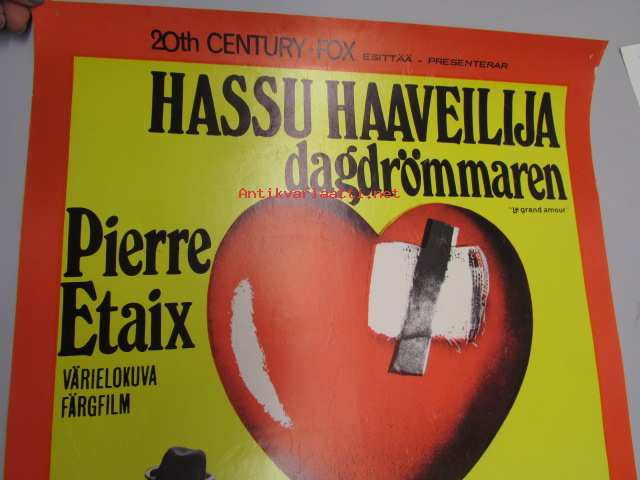 20th CENTURY-FOX ESITTÄÄ - PRESENTERAR
HASSU HAAVEILIJA
dagdrömmaren
"Le grand amour"
Antikvariaatti.net
Pierre
Etaix
VÄRIELOKUVA
FÄRGFILM